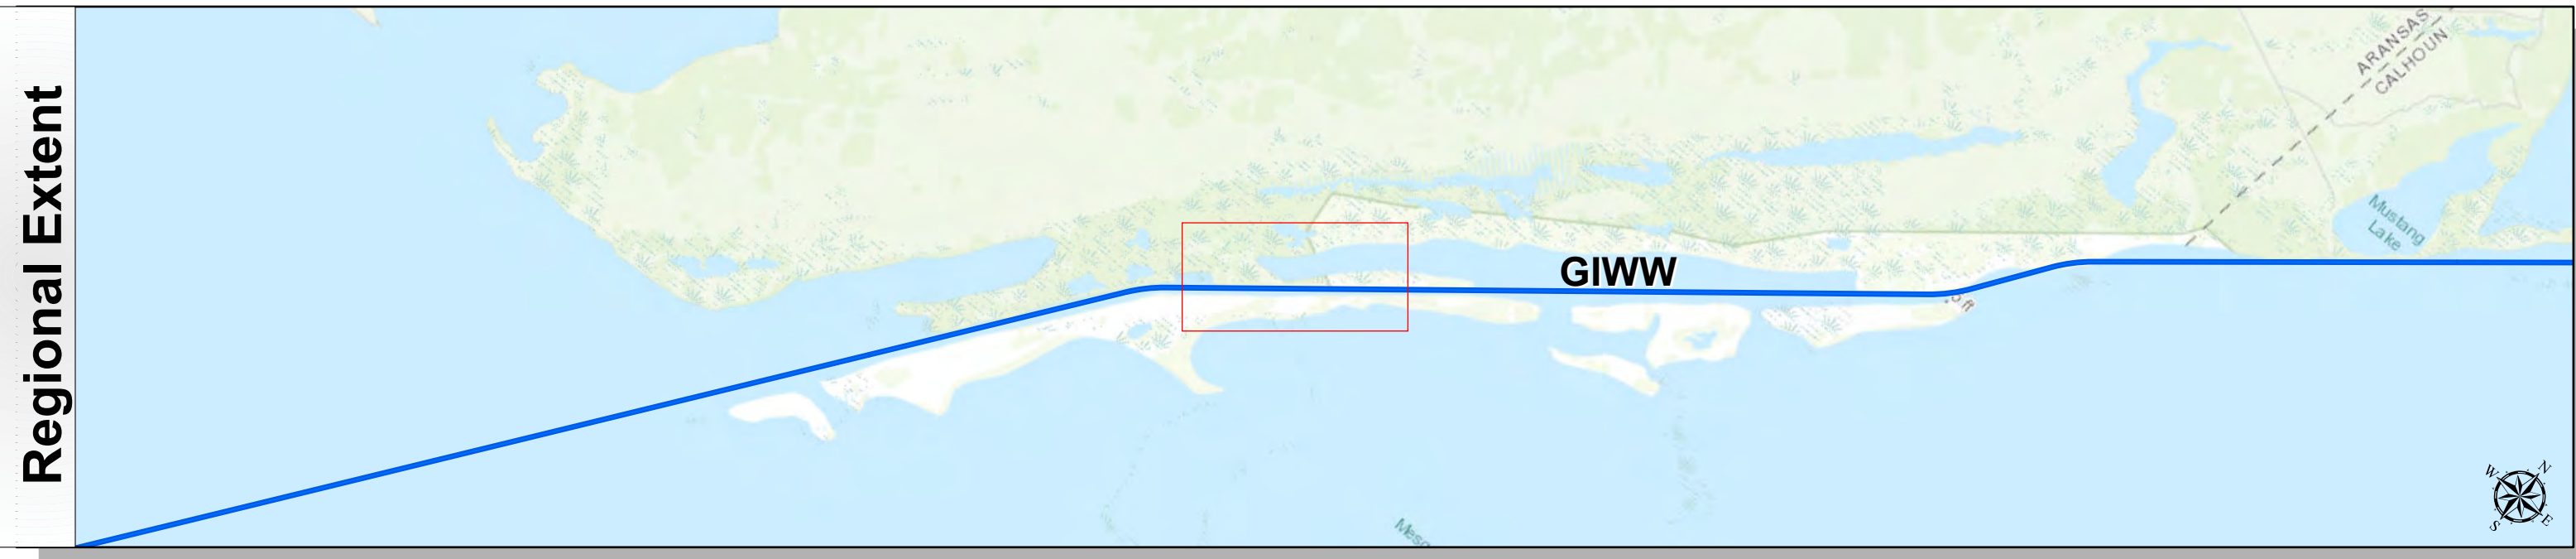 Regional Extent
ARANSAS
CALHOUN
Mustang
Lake
GIWW
W
N
S
E